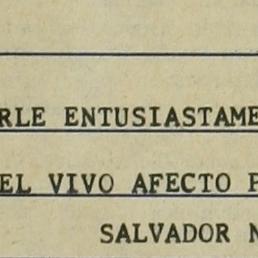 RLE ENTUSIASTAME
EL VIVO AFECTO P
SALVADOR N